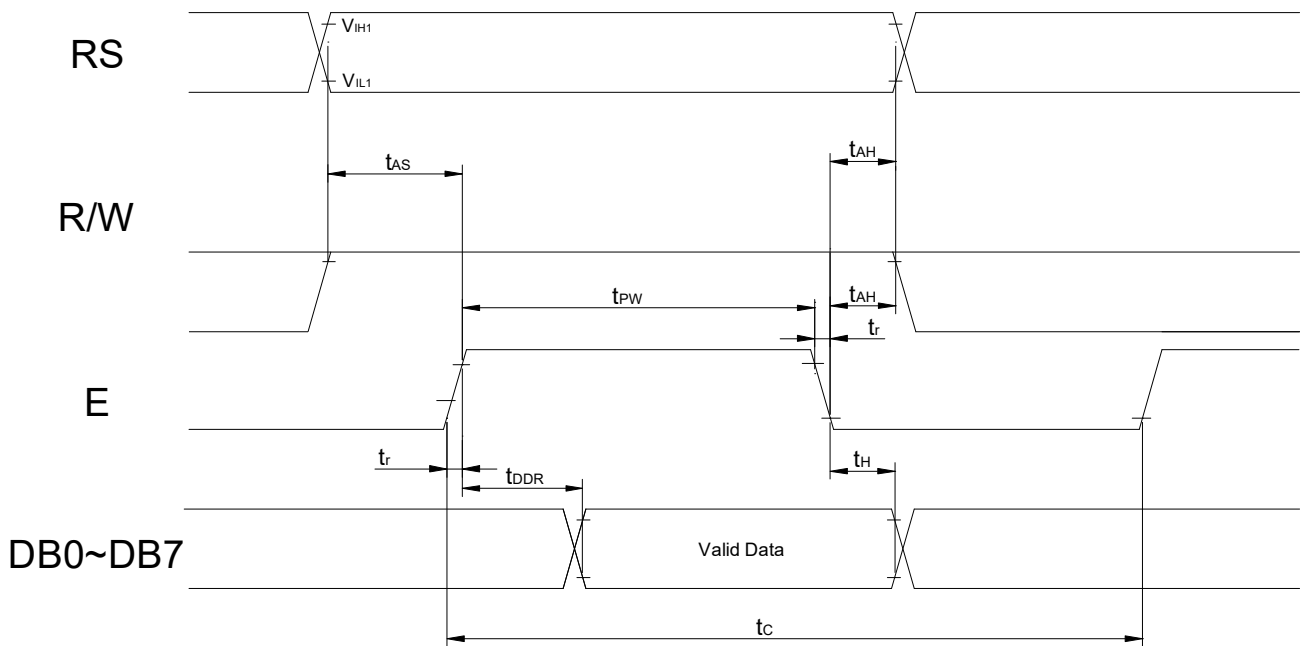 RS
VIH1
VIL1
tAS
tAH
R/W
tPW
tAH
tr
E
tr
tDDR
tH
DB0~DB7
Valid Data
tC